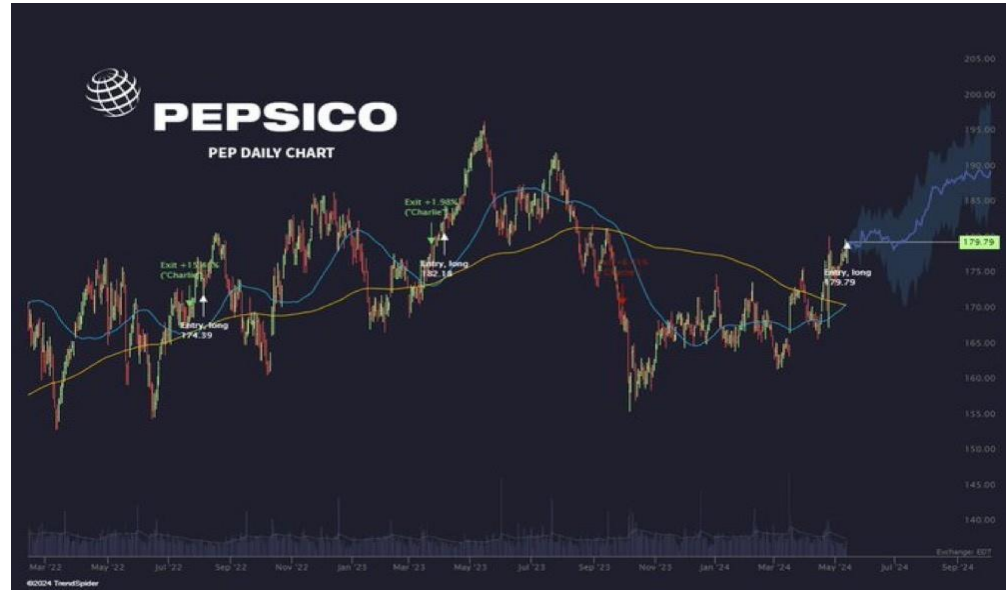 205.00
200.00
PEPSICO
195.00
PEP DAILY CHART
190.00
Exit +1.98%
("Charlie")
185.00
179.79
Entry, long
182.18
Entry, long
179.79
175.00
("Charlie")
Entry, long
174.39
170.00
165.00
160.00
155.00
150.00
145.00
140.00
Exchange: EDT
Mar '22 May '22 Jul '22 Sep '22 Nov '22 Jan '23 Mar '23 May '23 Jul '23 Sep '23 Nov '23 Jan '24 Mar '24 May '24 Jul '24 Sep '24
©2024 TrendSpider